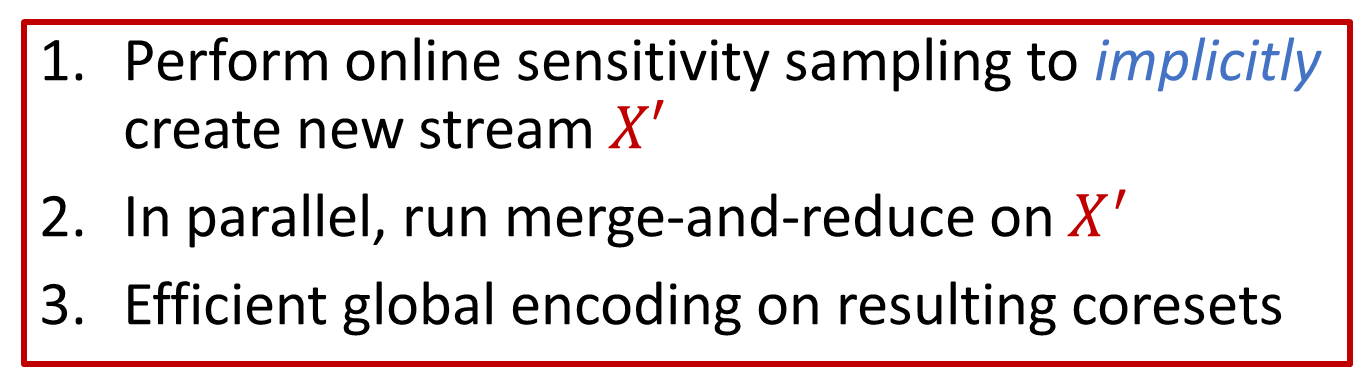 1. Perform online sensitivity sampling to implicitly
create new stream X′
2. In parallel, run merge-and-reduce on X′
3. Efficient global encoding on resulting coresets